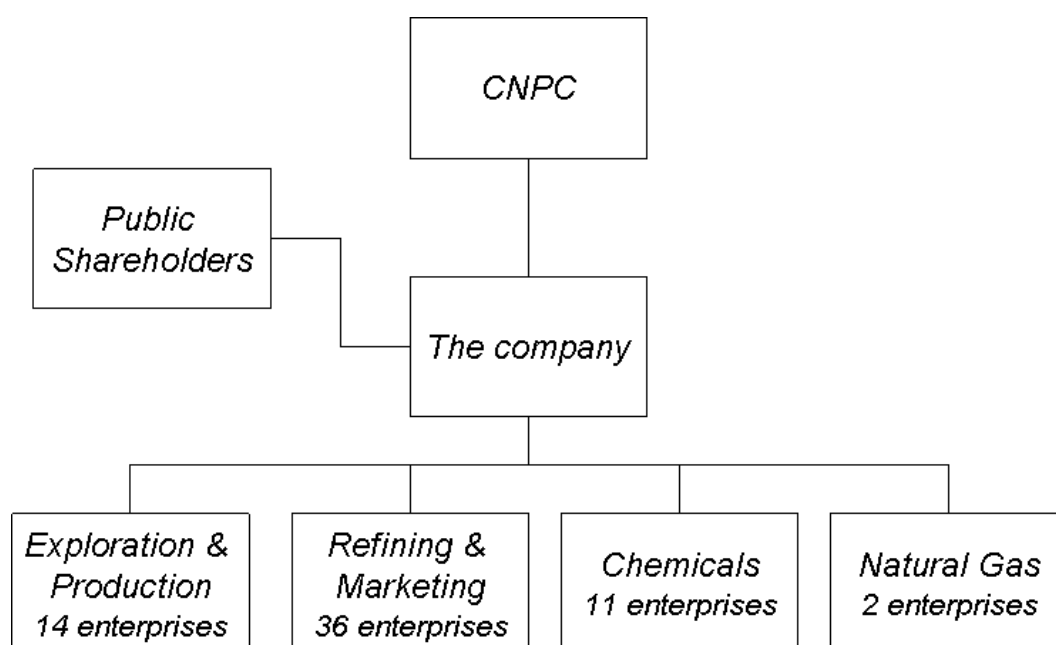 CNPC
Public
Shareholders
The company
Exploration &
Production
14 enterprises
Refining &
Marketing
36 enterprises
Chemicals
11 enterprises
Natural Gas
2 enterprises